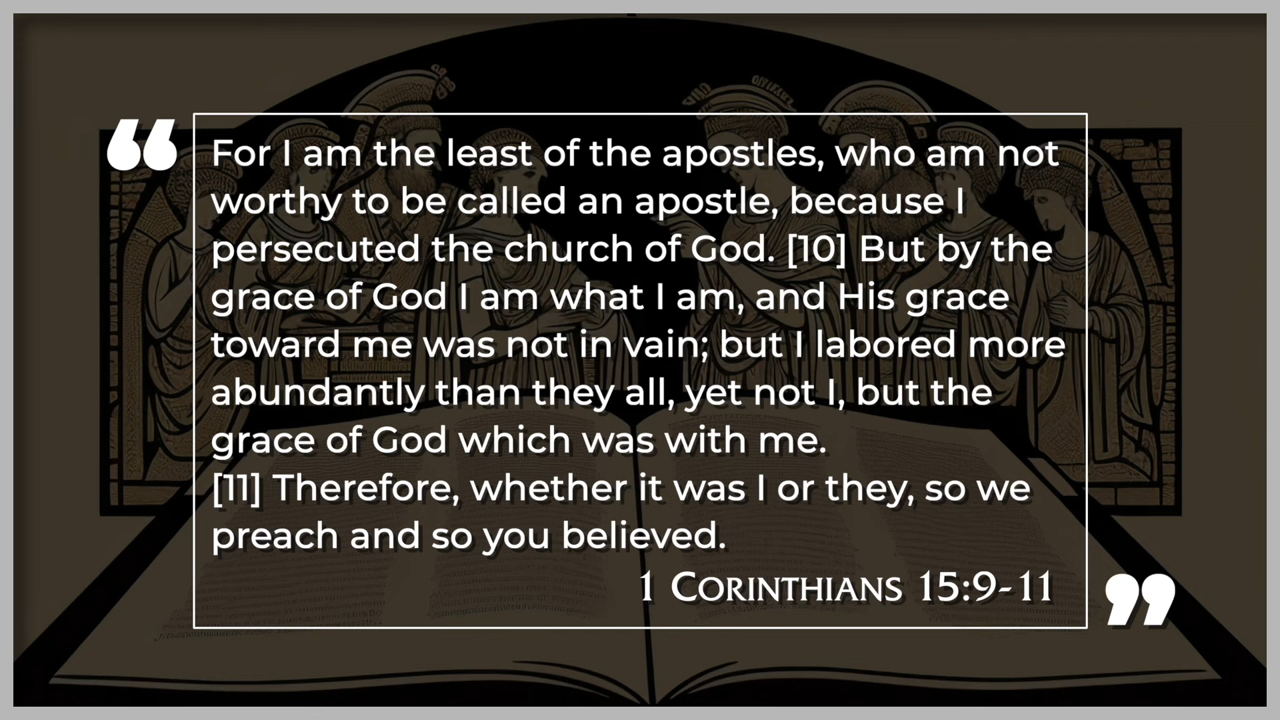 For I am the least of the apostles, who am not
worthy to be called an apostle, because I
persecuted the church of God. [10] But by the
grace of God I am what I am, and His grace
toward me was not in vain; but I labored more
abundantly than they all, yet not I, but the
grace of God which was with me.
[11] Therefore, whether it was I or they, so we
preach and so you believed.
1 Corinthians 15:9-11